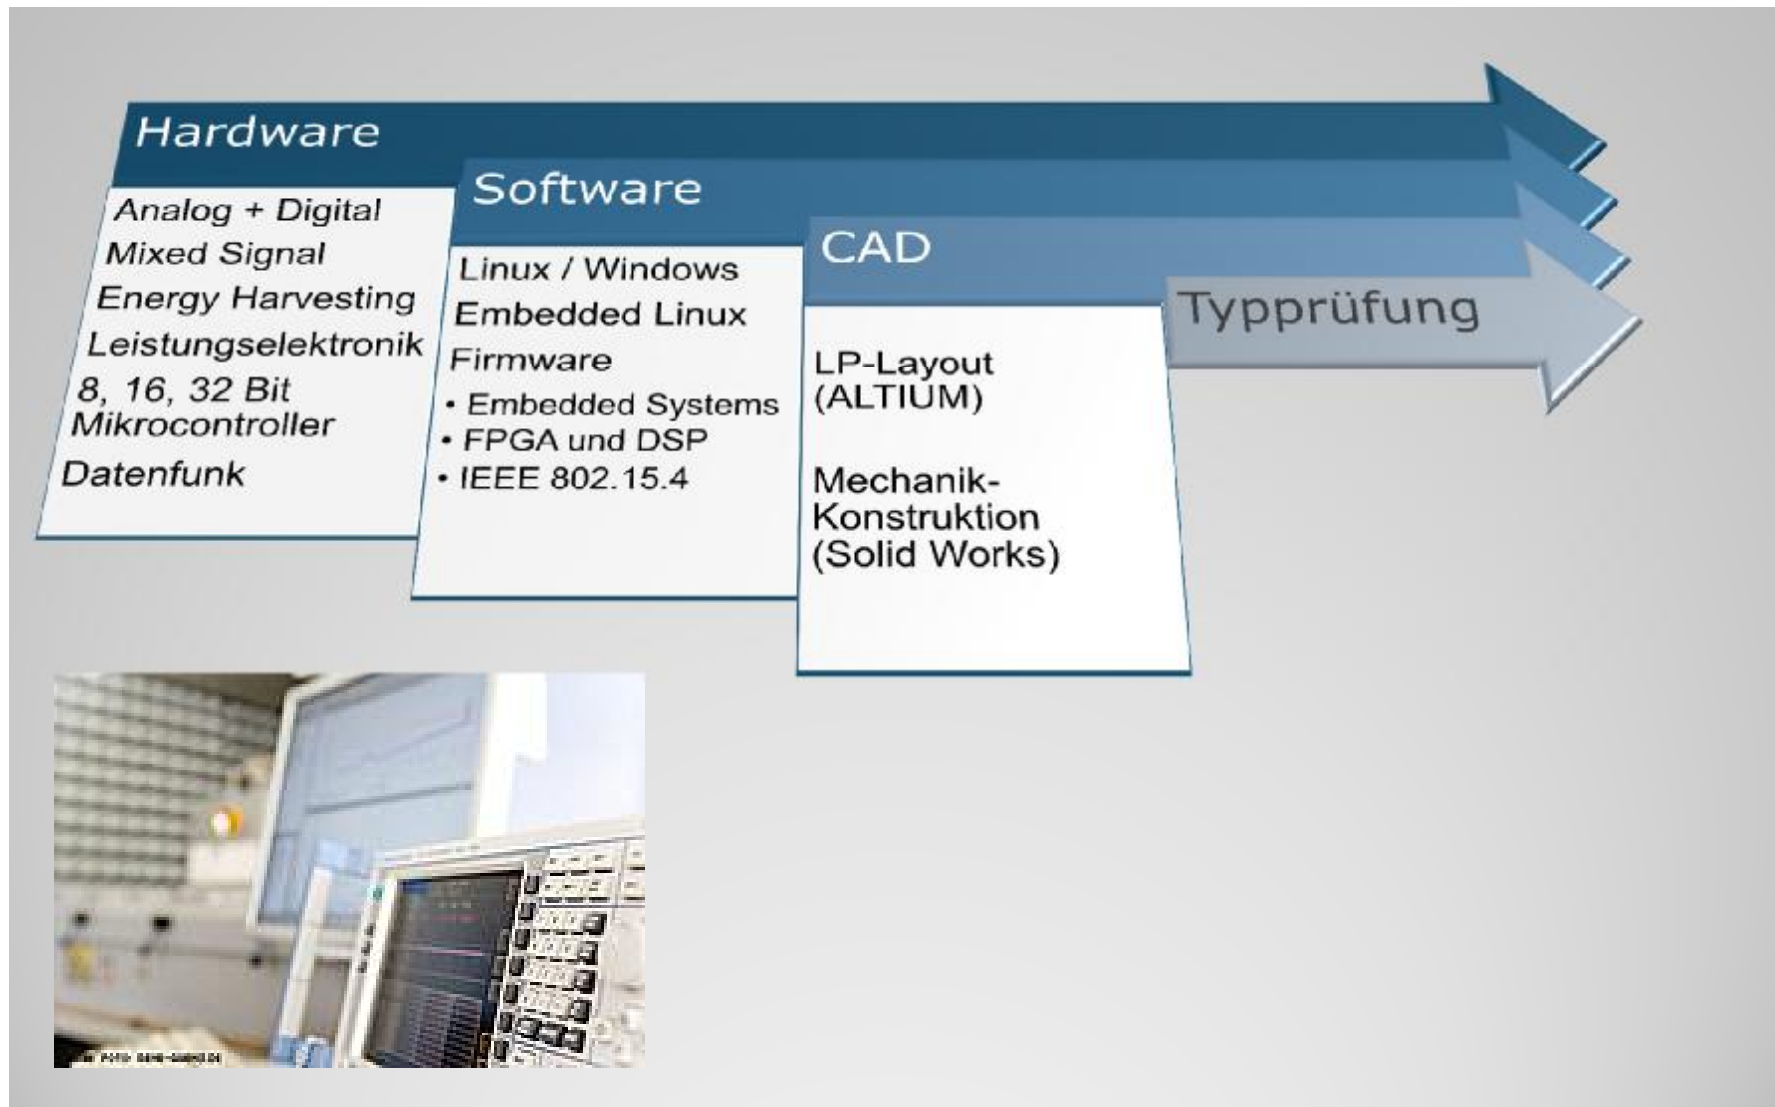 Hardware
Analog + Digital
Mixed Signal
Energy Harvesting
Leistungselektronik
8, 16, 32 Bit
Mikrocontroller
Datenfunk
Software
Linux / Windows
Embedded Linux
Firmware
• Embedded Systems
• FPGA und DSP
• IEEE 802.15.4
CAD
LP-Layout
(ALTIUM)
Mechanik-
Konstruktion
(Solid Works)
Typprüfung
FOTO